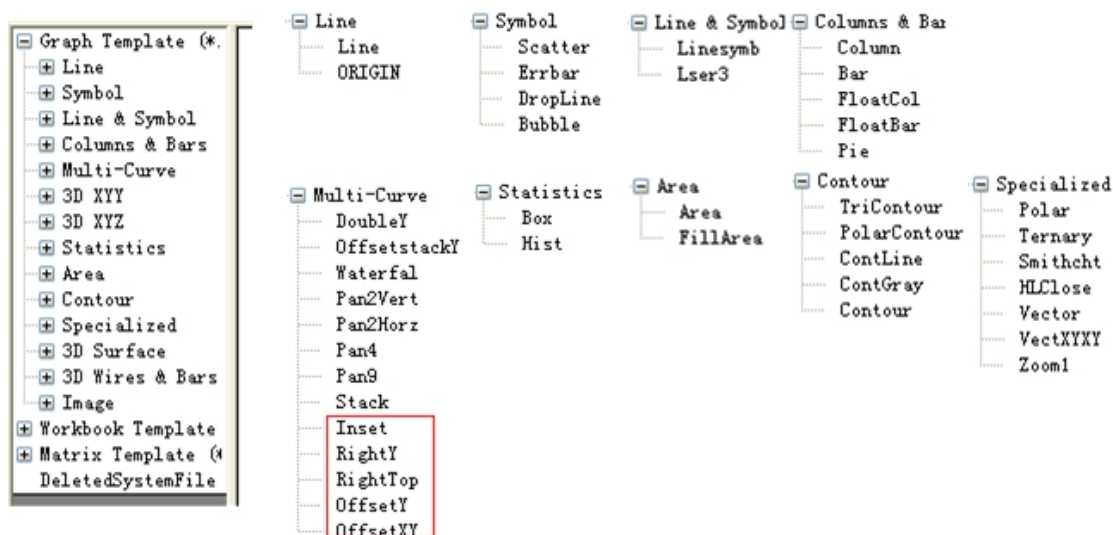 Graph Template (*.
Line
Symbol
Line & Symbol
Columns & Bars
Multi-Curve
3D XYY
3D XYZ
Statistics
Area
Contour
Specialized
3D Surface
3D Wires & Bars
Image
Workbook Template
Matrix Template (
DeletedSystemFile
Line
Line
ORIGIN
Symbol
Scatter
Errbar
DropLine
Bubble
Line & Symbol
Linesymb
Lser3
Columns & Bar
Column
Bar
FloatCol
FloatBar
Pie
Multi-Curve
DoubleY
OffsetstackY
Waterfal
Pan2Vert
Pan2Horz
Pan4
Pan9
Stack
Inset
RightY
RightTop
OffsetY
OffsetXY
Statistics
Box
Hist
Area
Area
FillArea
Contour
TriContour
PolarContour
ContLine
ContGray
Contour
Specialized
Polar
Ternary
Smithcht
HLClose
Vector
VectXYXY
Zoom1